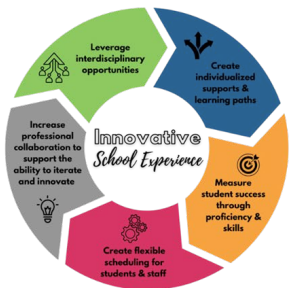 Leverage
interdisciplinary
opportunities
Create
individualized
supports &
learning paths
Increase
professional
collaboration to
support the
ability to iterate
and innovate
Innovative
School Experience
Measure
student success
through
proficiency &
skills
Create flexible
scheduling for
students & staff